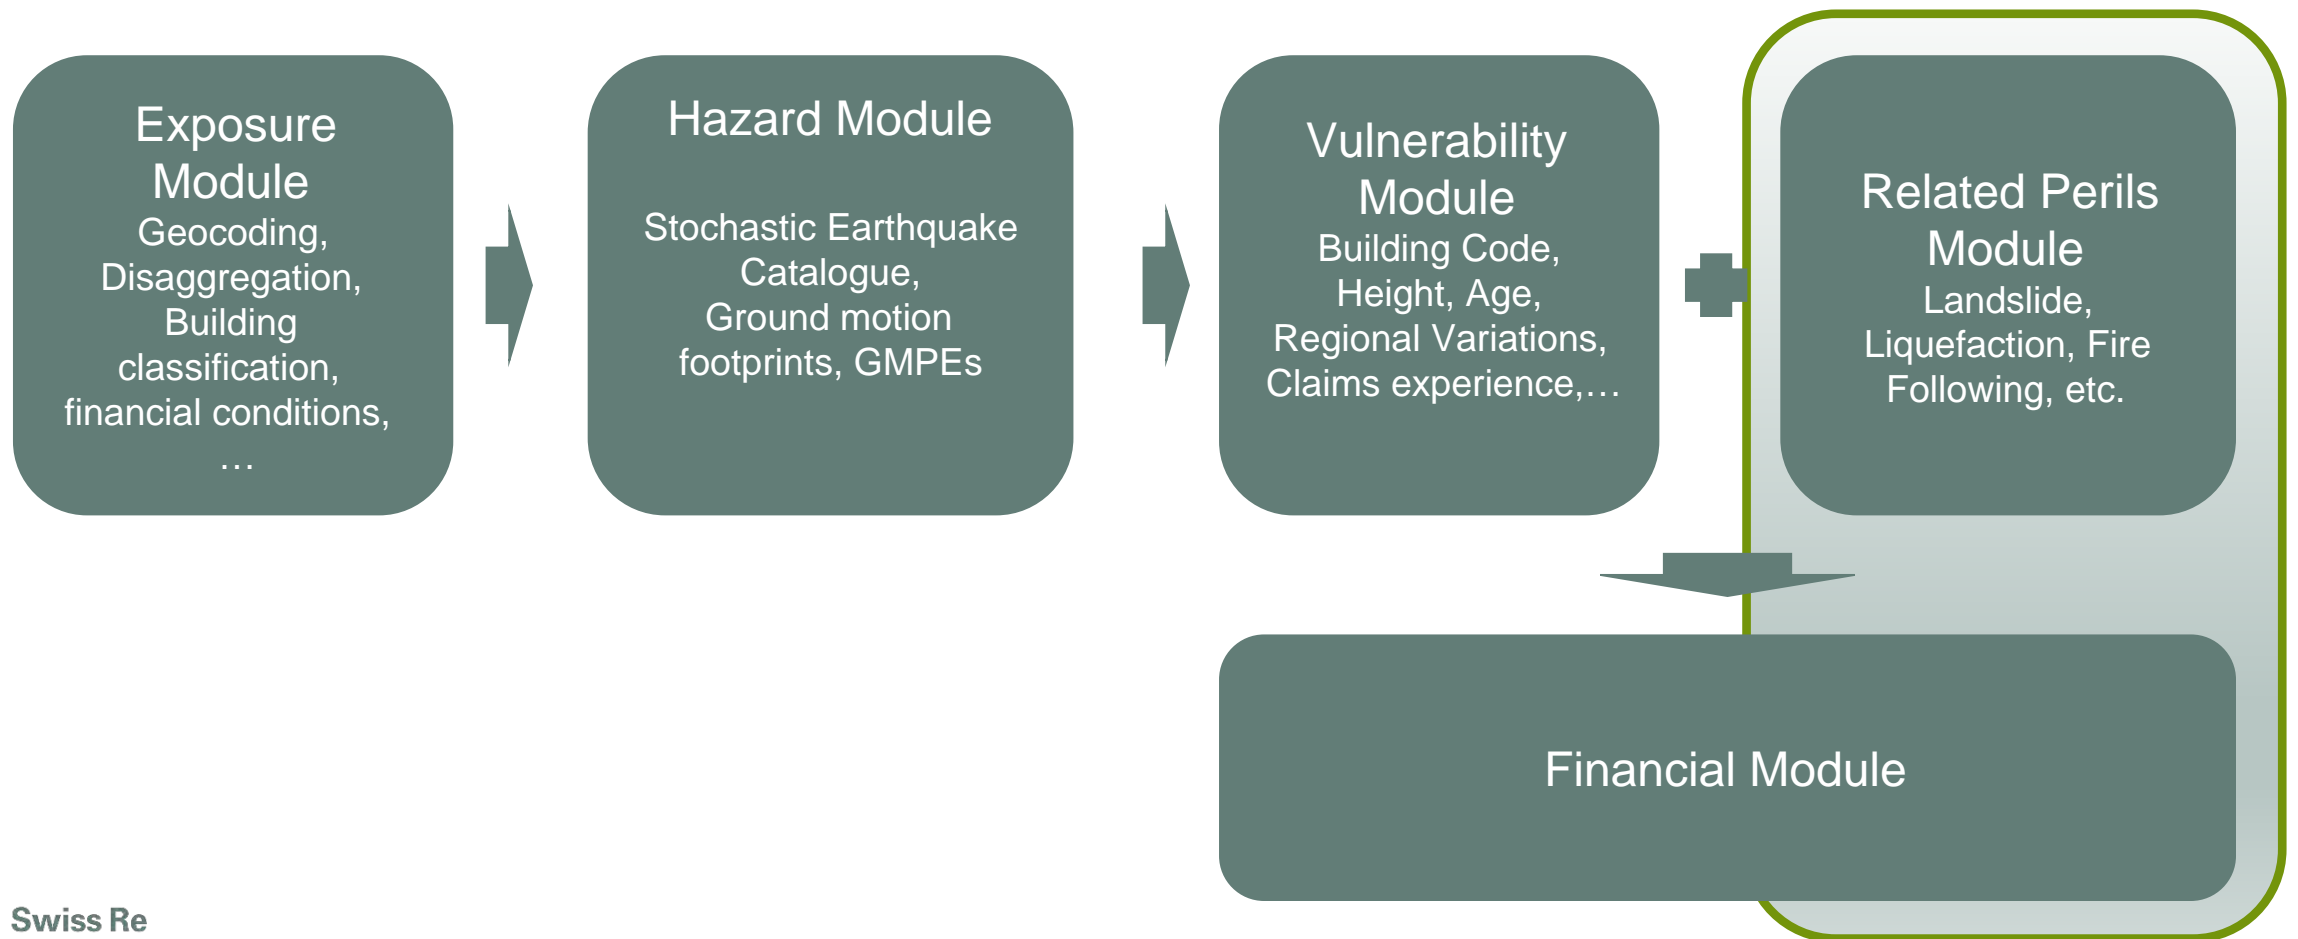 Exposure
Module
Geocoding,
Disaggregation,
Building
classification,
financial conditions,
…
Hazard Module
Stochastic Earthquake
Catalogue,
Ground motion
footprints, GMPEs
Vulnerability
Module
Building Code,
Height, Age,
Regional Variations,
Claims experience,…
Related Perils
Module
Landslide,
Liquefaction, Fire
Following, etc.
Financial Module
Swiss Re